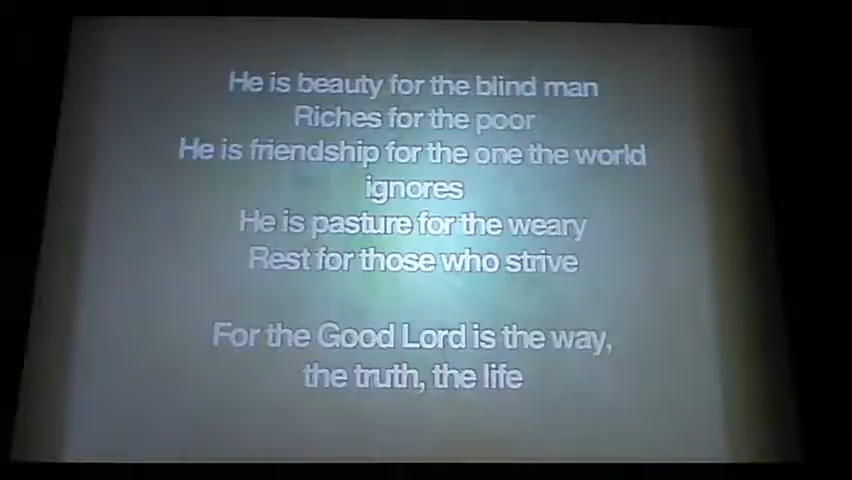 He is beauty for the blind man
Riches for the poor
He is friendship for the one the world
ignores
He is pasture for the weary
Rest for those who strive
For the Good Lord is the way,
the truth, the life